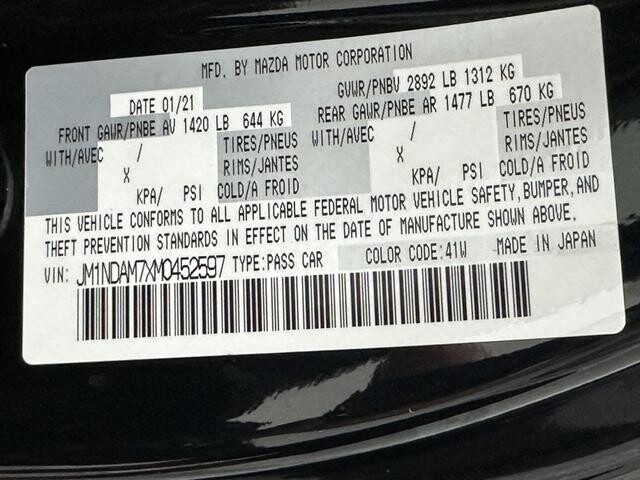 MFD. BY MAZDA MOTOR CORPORATION
DATE 01/21
GVWR/PNBV 2892 LB 1312 KG
FRONT GAWR/PNBE AV 1420 LB 644 KG
REAR GAWR/PNBE AR 1477 LB 670 KG
WITH/AVEC / TIRES/PNEUS WITH/AVEC / TIRES/PNEUS
X RIMS/JANTES X RIMS/JANTES
KPA/ PSI COLD/A FROID KPA/ PSI COLD/A FROID
THIS VEHICLE CONFORMS TO ALL APPLICABLE FEDERAL MOTOR VEHICLE SAFETY,BUMPER,AND
THEFT PREVENTION STANDARDS IN EFFECT ON THE DATE OF MANUFACTURE SHOWN ABOVE.
VIN: JM1NDAM7XM0452597 TYPE:PASS CAR COLOR CODE:41W MADE IN JAPAN